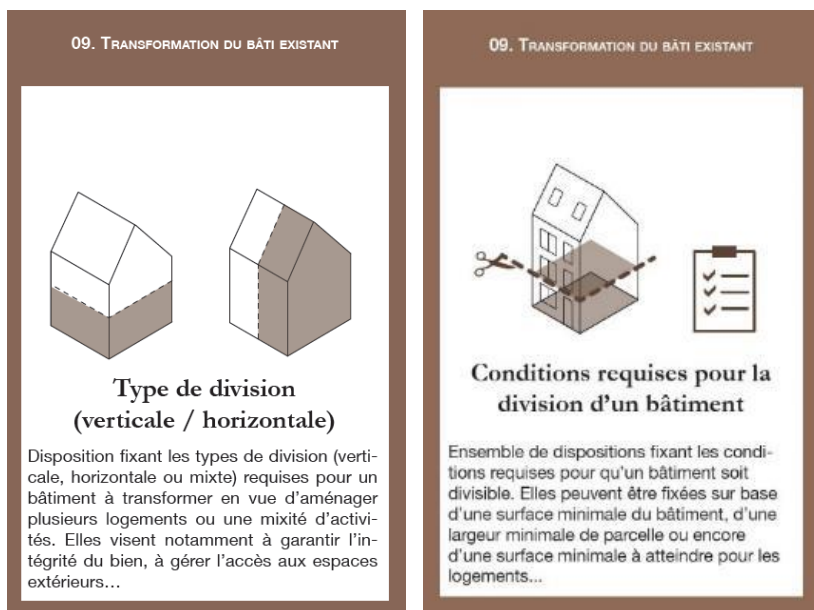 09. Transformation du bâti existant
Type de division
(verticale / horizontale)
Disposition fixant les types de division (verti-
cale, horizontale ou mixte) requises pour un
bâtiment à transformer en vue d'aménager
plusieurs logements ou une mixité d'activi-
tés. Elles visent notamment à garantir l'in-
tégrité du bien, à gérer l'accès aux espaces
extérieurs…
09. Transformation du bâti existant
Conditions requises pour la
division d'un bâtiment
Ensemble de dispositions fixant les condi-
tions requises pour qu'un bâtiment soit
divisible. Elles peuvent être fixées sur base
d'une surface minimale du bâtiment, d'une
largeur minimale de parcelle ou encore
d'une surface minimale à atteindre pour les
logements...